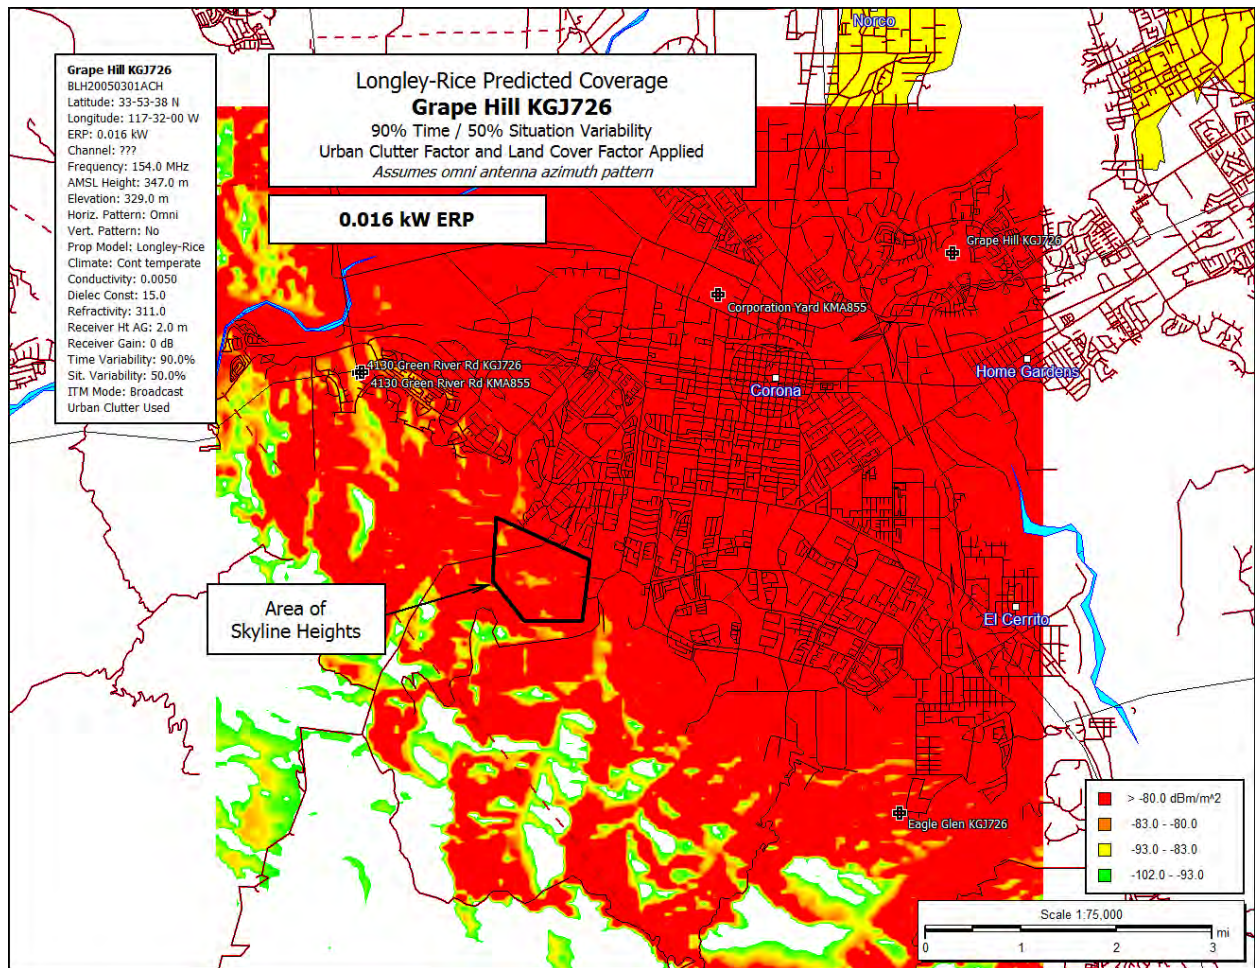 Norco
Grape Hill KGJ726
BLH20050301ACH
Latitude: 33-53-38 N
Longitude: 117-32-00 W
ERP: 0.016 kW
Channel: ???
Frequency: 154.0 MHz
AMSL Height: 347.0 m
Elevation: 329.0 m
Horiz. Pattern: Omni
Vert. Pattern: No
Prop Model: Longley-Rice
Climate: Cont temperate
Conductivity: 0.0050
Dielec Const: 15.0
Refractivity: 311.0
Receiver Ht AG: 2.0 m
Receiver Gain: 0 dB
Time Variability: 90.0%
Sit. Variability: 50.0%
ITM Mode: Broadcast
Urban Clutter Used
Longley-Rice Predicted Coverage
Grape Hill KGJ726
90% Time / 50% Situation Variability
Urban Clutter Factor and Land Cover Factor Applied
Assumes omni antenna azimuth pattern
0.016 kW ERP
Grape Hill KGJ726
Corporation Yard KMA855
4130 Green River Rd KGJ726
4130 Green River Rd KMA855
Home Gardens
Corona
Area of
Skyline Heights
El Cerrito
Eagle Glen KGJ726
> -80.0 dBm/m^2
-83.0 - -80.0
-93.0 - -83.0
-102.0 - -93.0
Scale 1:75,000
0 1 2 3 mi